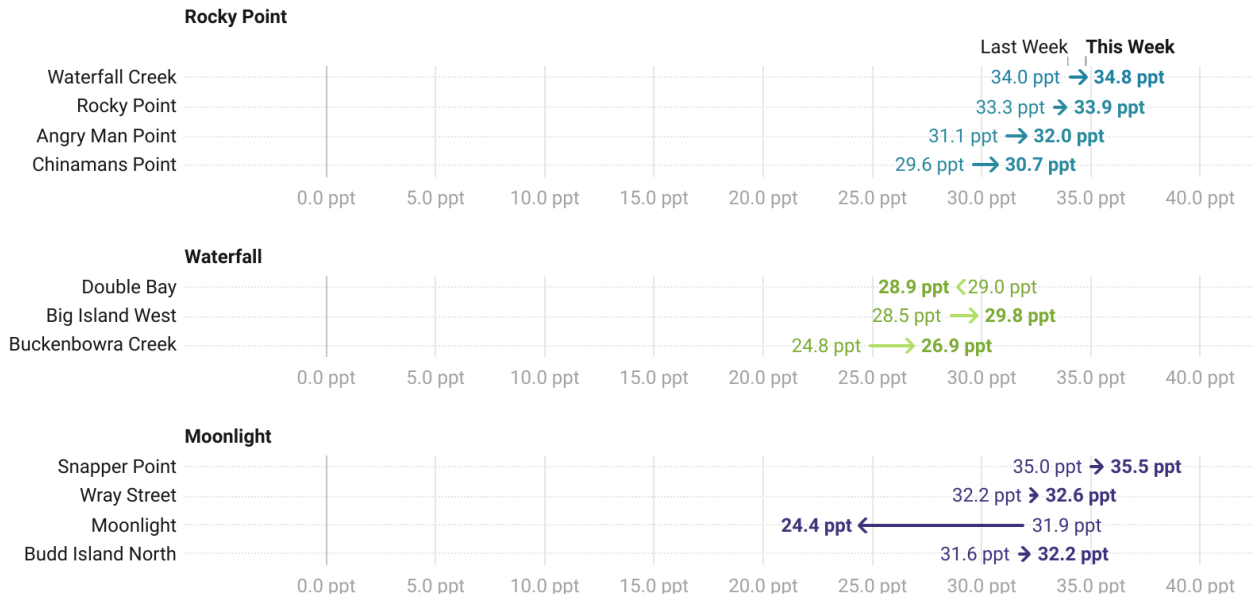 Rocky Point
Last Week This Week
Waterfall Creek 34.0 ppt 34.8 ppt
Rocky Point 33.3 ppt 33.9 ppt
Angry Man Point 31.1 ppt 32.0 ppt
Chinamans Point 29.6 ppt 30.7 ppt
0.0 ppt 5.0 ppt 10.0 ppt 15.0 ppt 20.0 ppt 25.0 ppt 30.0 ppt 35.0 ppt 40.0 ppt
Waterfall
Double Bay 28.9 ppt 29.0 ppt
Big Island West 28.5 ppt 29.8 ppt
Buckenbowra Creek 24.8 ppt 26.9 ppt
0.0 ppt 5.0 ppt 10.0 ppt 15.0 ppt 20.0 ppt 25.0 ppt 30.0 ppt 35.0 ppt 40.0 ppt
Moonlight
Snapper Point 35.0 ppt 35.5 ppt
Wray Street 32.2 ppt 32.6 ppt
Moonlight 24.4 ppt 31.9 ppt
Budd Island North 31.6 ppt 32.2 ppt
0.0 ppt 5.0 ppt 10.0 ppt 15.0 ppt 20.0 ppt 25.0 ppt 30.0 ppt 35.0 ppt 40.0 ppt